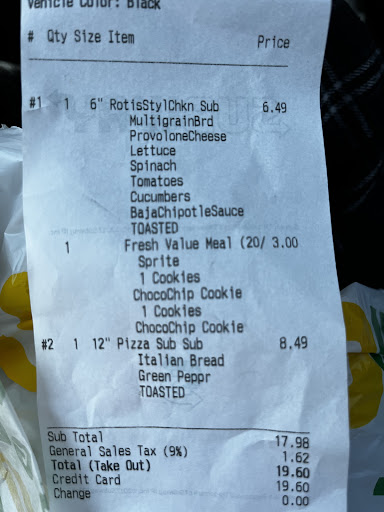 Vehicle Color: Black
# Qty Size Item Price
#1 1 6" RotisStylChkn Sub 6.49
MultigrainBrd
ProvoloneCheese
Lettuce
Spinach
Tomatoes
Cucumbers
BajaChipotleSauce
TOASTED
1 Fresh Value Meal (20/ 3.00
Sprite
1 Cookies
ChocoChip Cookie
1 Cookies
ChocoChip Cookie
#2 1 12" Pizza Sub Sub 8.49
Italian Bread
Green Peppr
TOASTED
Sub Total 17.98
General Sales Tax (9%) 1.62
Total (Take Out) 19.60
Credit Card 19.60
Change 0.00